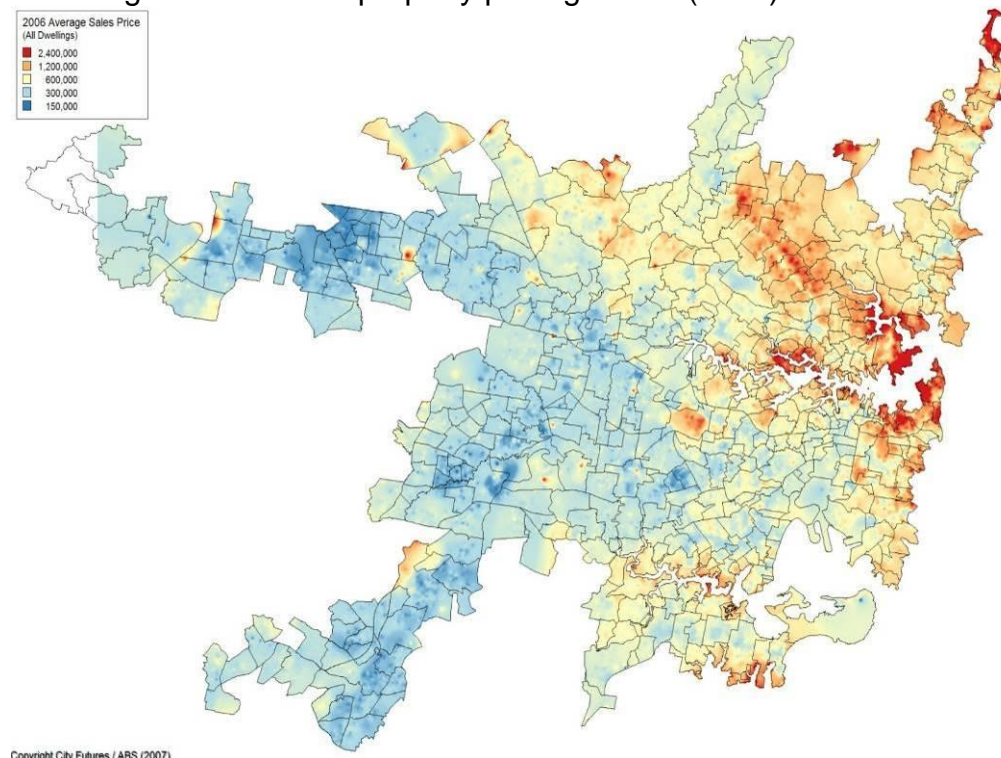 property
2006 Average Sales Price
(All Dwellings)
2,400,000
1,200,000
600,000
300,000
150,000
Copyright City Futures / ABS (2007)